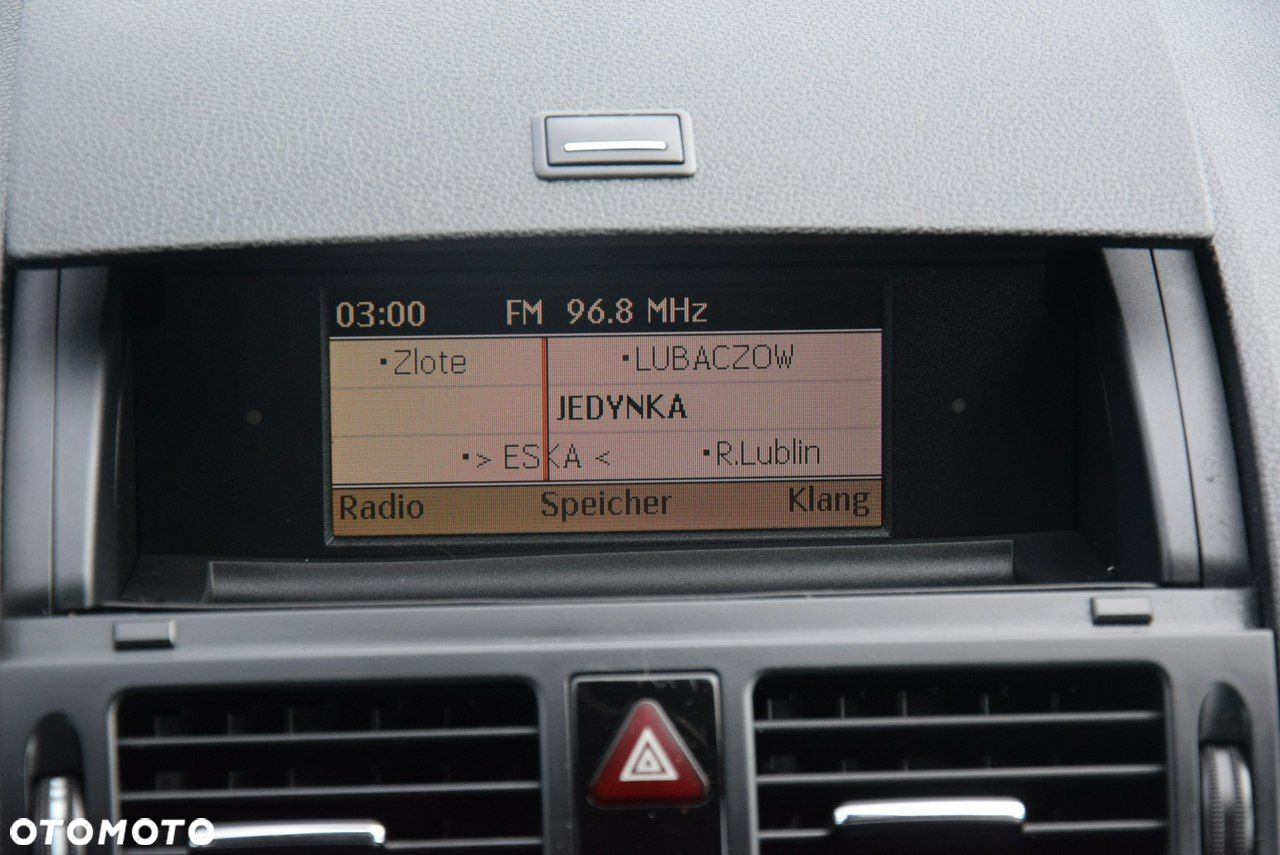 03:00 FM 96.8 MHz
·Zlote ·LUBACZOW
JEDYNKA
·> ESKA < ·R.Lublin
Radio Speicher Klang
OTOMOTO